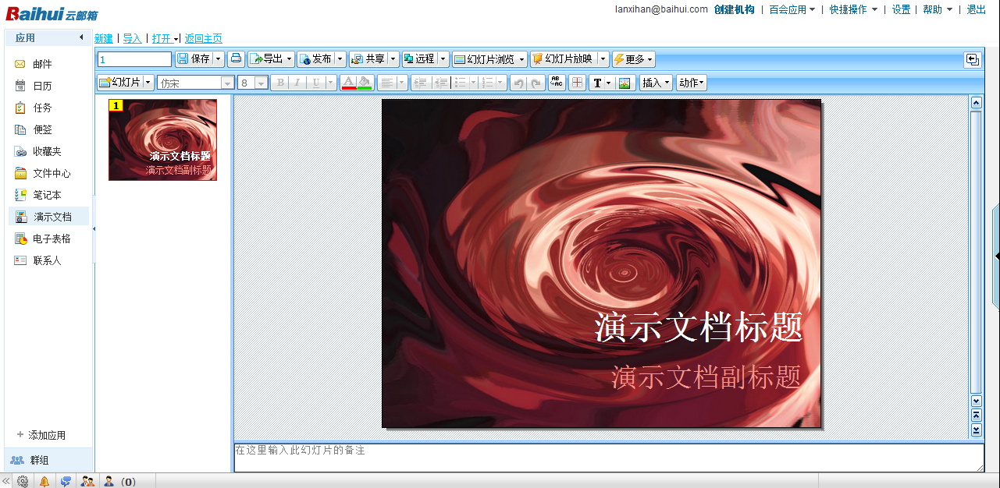 Baihui云邮箱
lanxihan@baihui.com 创建机构 | 百会应用 | 快捷操作 | 设置 | 帮助 | 退出
应用
新建 | 导入 | 打开 | 返回主页
1 保存 导出 发布 共享 远程 幻灯片浏览 幻灯片放映 更多
幻灯片 仿宋 8 B I U A T 插入 动作
邮件
日历
任务
便签
收藏夹
文件中心
笔记本
演示文档
电子表格
联系人
添加应用
群组
1
演示文档标题
演示文档副标题
演示文档标题
演示文档副标题
在这里输入此幻灯片的备注
(0)